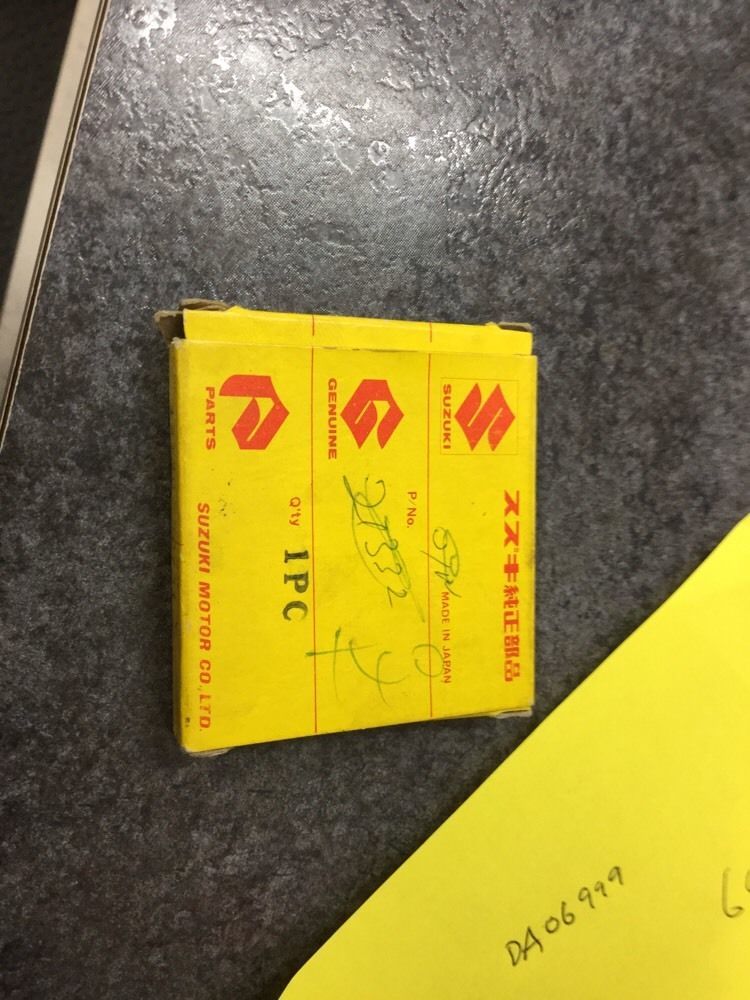 スズキ純正部品
SUZUKI
MADE IN JAPAN
GENUINE
P/No.
PARTS
Q'ty
1PC
SUZUKI MOTOR CO., LTD.
DA06999